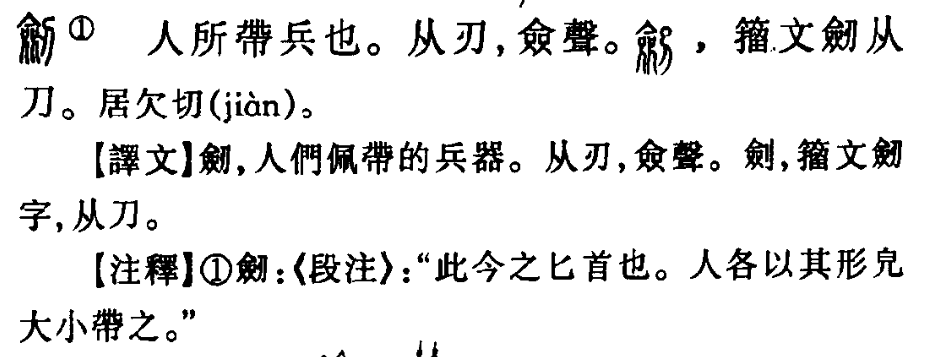 劒① 人所帶兵也。从刃,僉聲。劍,籒文劒从
刀。居欠切(jiàn)。
【譯文】劒,人們佩帶的兵器。从刃,僉聲。劍,籒文劒
字,从刀。
【注釋】①劒:《段注》:“此今之匕首也。人各以其形皃
大小帶之。”